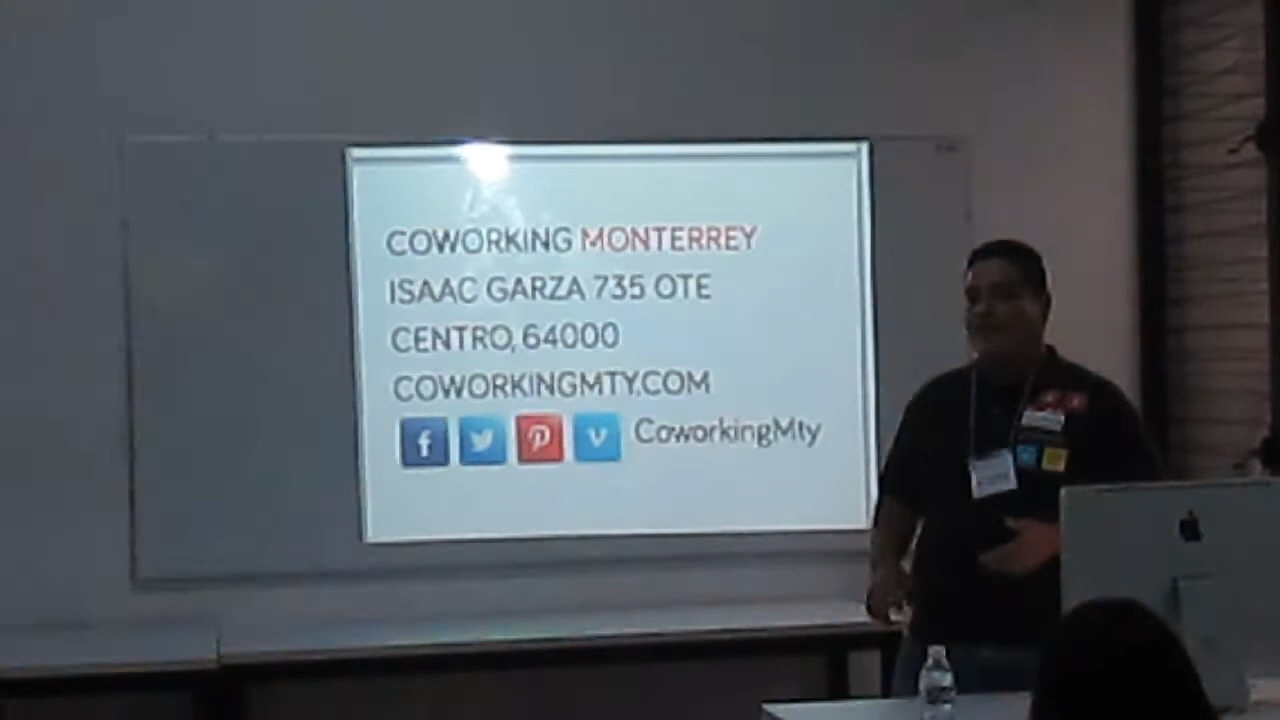 COWORKING MONTERREY
ISAAC GARZA 735 OTE
CENTRO, 64000
COWORKINGMTY.COM
CoworkingMty